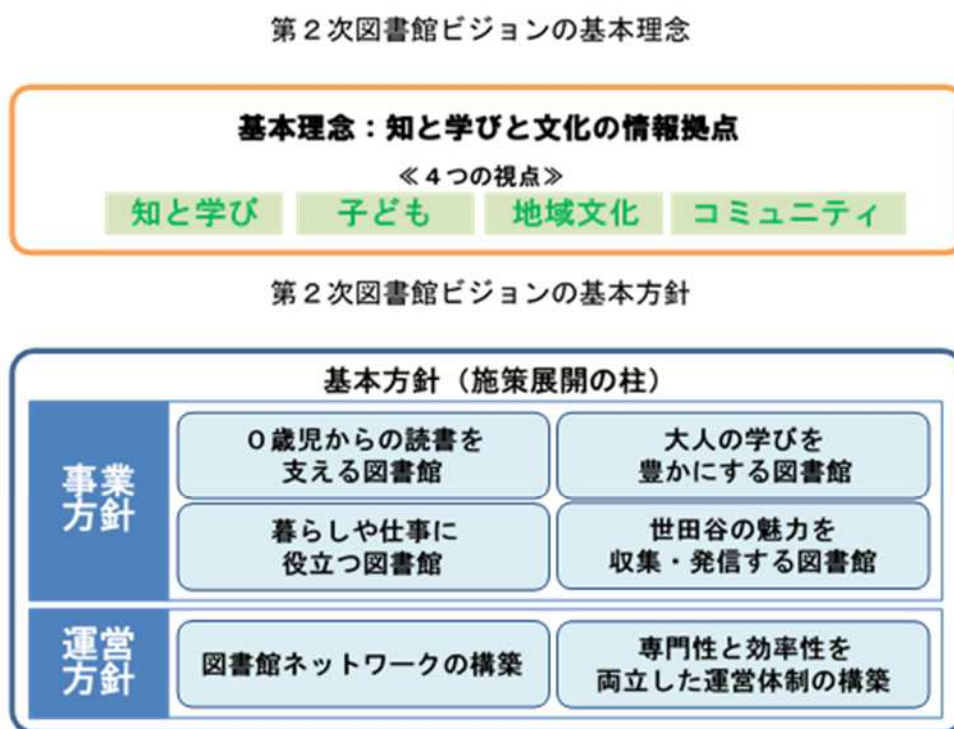 第２次図書館ビジョンの基本理念
基本理念：知と学びと文化の情報拠点
≪４つの視点≫
知と学び 子ども 地域文化 コミュニティ
第２次図書館ビジョンの基本方針
基本方針（施策展開の柱）
事業
方針
０歳児からの読書を
支える図書館
大人の学びを
豊かにする図書館
暮らしや仕事に
役立つ図書館
世田谷の魅力を
収集・発信する図書館
運営
方針
図書館ネットワークの構築
専門性と効率性を
両立した運営体制の構築